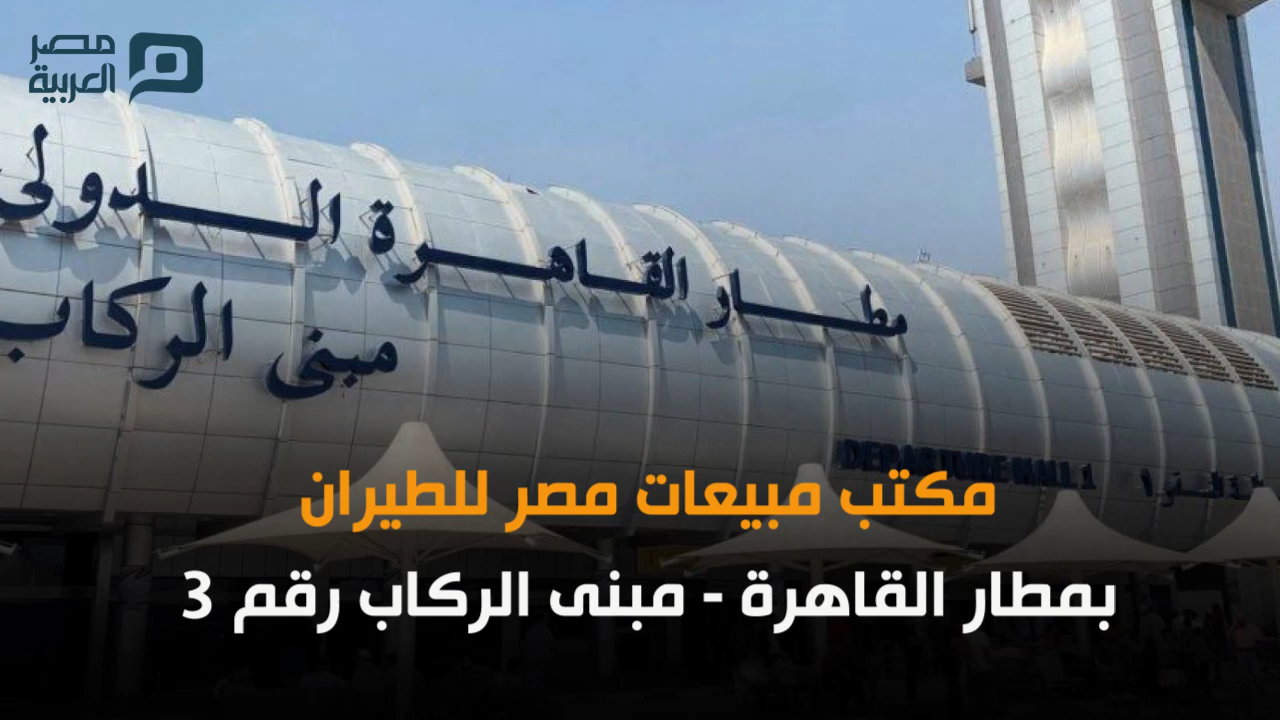 مصر
العربية
مطار القاهرة الدولى
مبنى الركاب
DEPARTURE HALL 1
مكتب مبيعات مصر للطيران
بمطار القاهرة - مبنى الركاب رقم 3